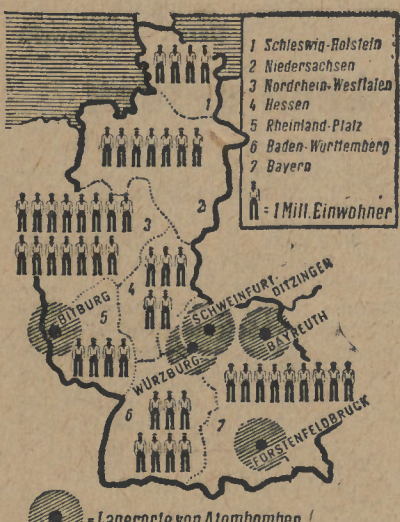 1 Schleswig-Holstein
2 Niedersachsen
3 Nordrhein-Westfalen
4 Hessen
5 Rheinland-Pfalz
6 Baden-Württemberg
7 Bayern
= 1 Mill. Einwohner
1
2
3
4
SCHWEINFURT
DITZINGEN
BITBURG
5
BAYREUTH
WÜRZBURG
6
7
FÜRSTENFELDBRUCK
= Lagerorte von Atombomben!